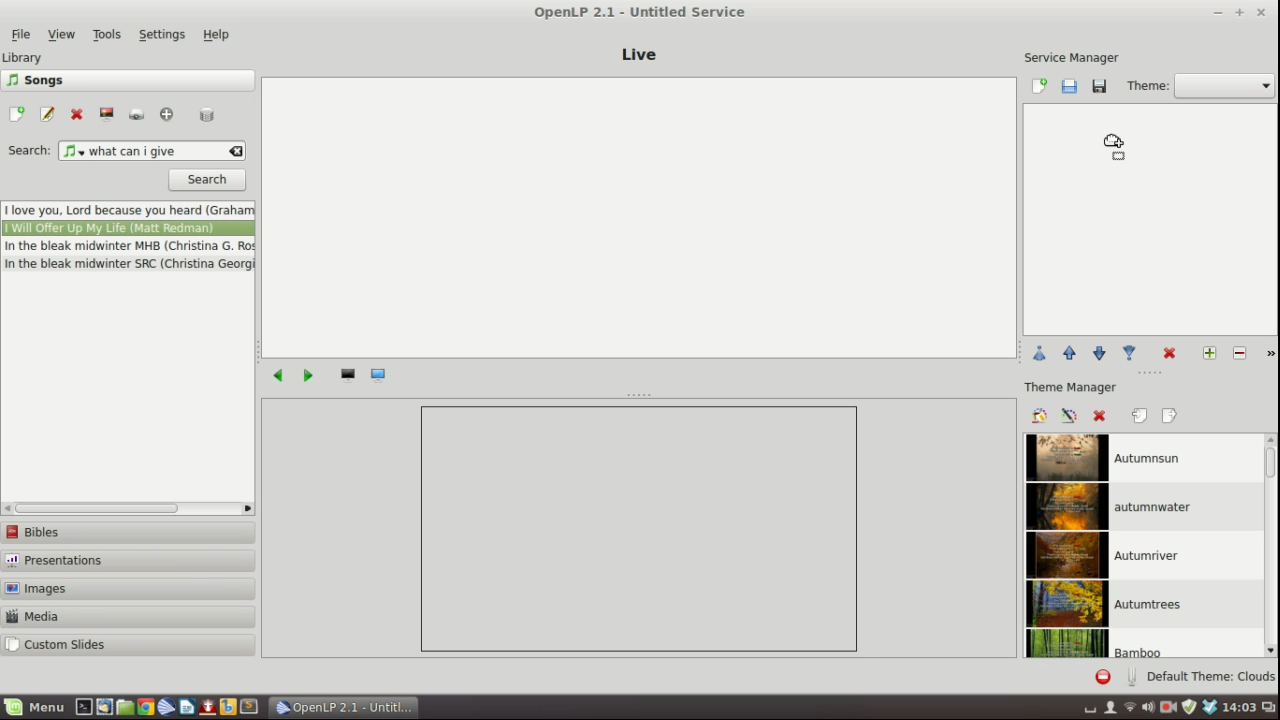 OpenLP 2.1 - Untitled Service
File View Tools Settings Help
Library
Songs
Search: what can i give
Search
I love you, Lord because you heard (Graham
I Will Offer Up My Life (Matt Redman)
In the bleak midwinter MHB (Christina G. Ros
In the bleak midwinter SRC (Christina Georgi
Bibles
Presentations
Images
Media
Custom Slides
Live
Service Manager
Theme:
Theme Manager
Autumnsun
autumnwater
Autumriver
Autumtrees
Bamboo
Default Theme: Clouds
Menu
OpenLP 2.1 - Untitl...
14:03